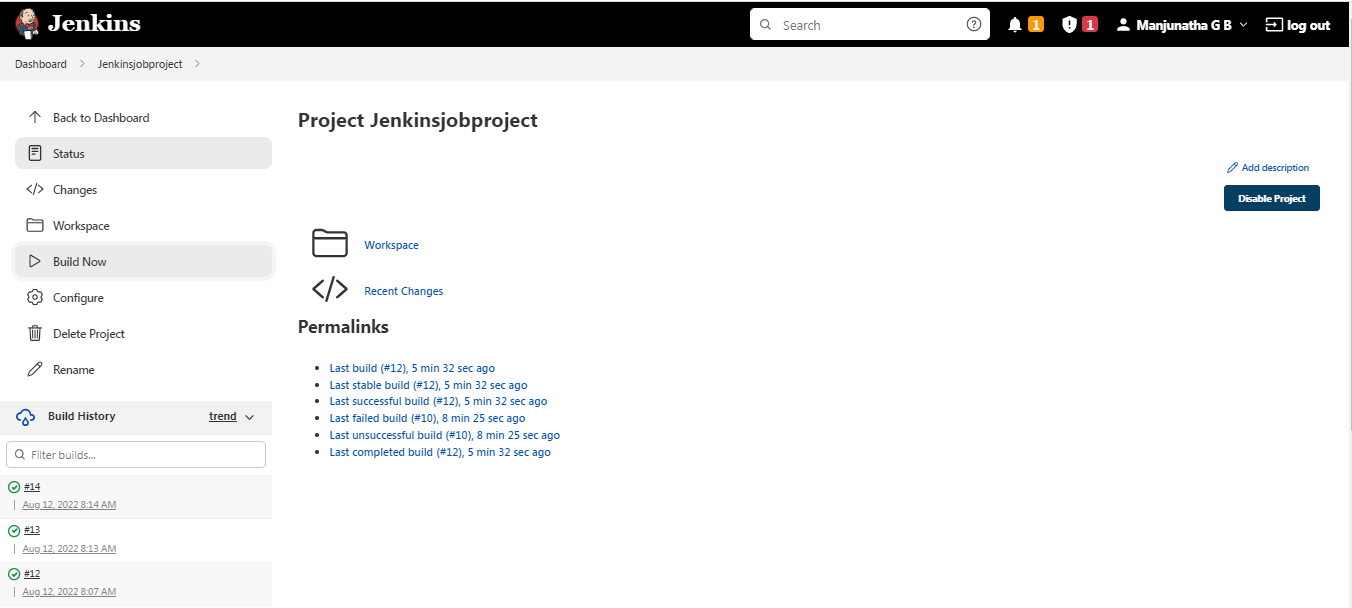 Jenkins
Search
1
1
Manjunatha G B
log out
Dashboard
Jenkinsjobproject
Back to Dashboard
Status
Changes
Workspace
Build Now
Configure
Delete Project
Rename
Build History
trend
Filter builds...
#14
Aug 12, 2022 8:14 AM
#13
Aug 12, 2022 8:13 AM
#12
Aug 12, 2022 8:07 AM
Project Jenkinsjobproject
Add description
Disable Project
Workspace
Recent Changes
Permalinks
Last build (#12), 5 min 32 sec ago
Last stable build (#12), 5 min 32 sec ago
Last successful build (#12), 5 min 32 sec ago
Last failed build (#10), 8 min 25 sec ago
Last unsuccessful build (#10), 8 min 25 sec ago
Last completed build (#12), 5 min 32 sec ago